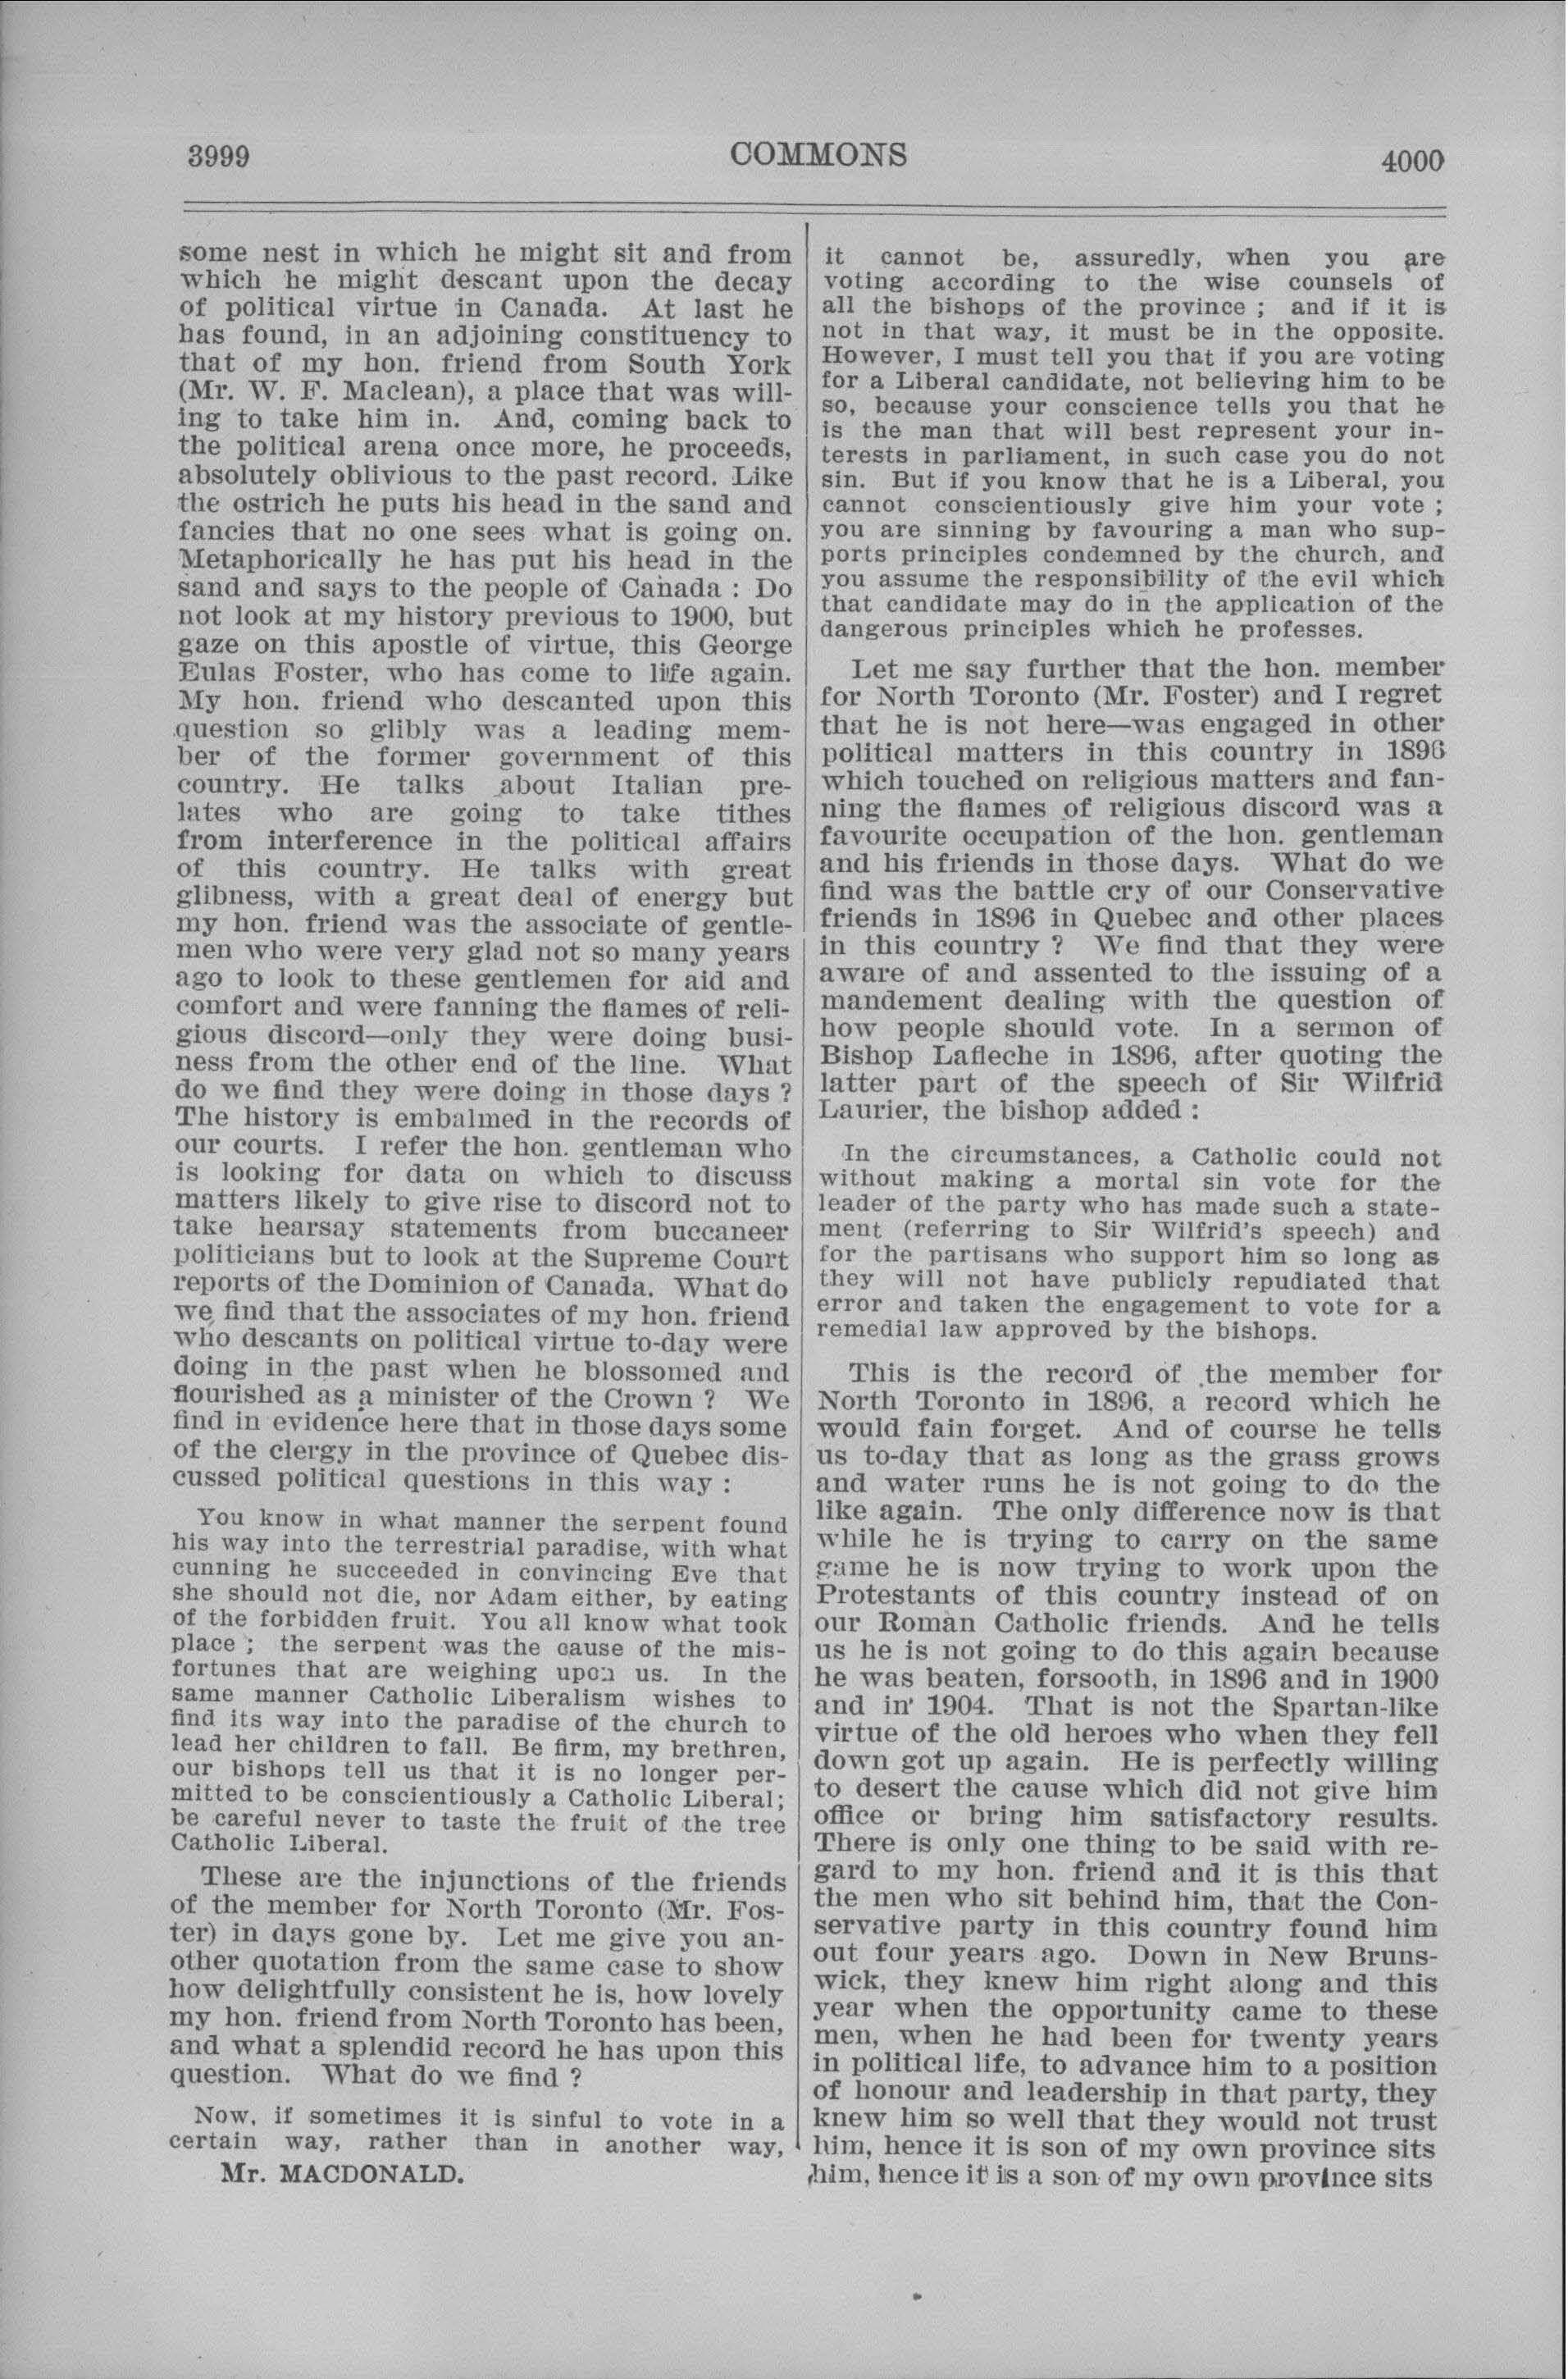 3999
COMMONS
4000
some nest in which he might sit and from
which he might descant upon the decay
of political virtue in Canada. At last he
has found, in an adjoining constituency to
that of my hon. friend from South York
(Mr. W. F. Maclean), a place that was will-
ing to take him in. And, coming back to
the political arena once more, he proceeds,
absolutely oblivious to the past record. Like
the ostrich he puts his head in the sand and
fancies that no one sees what is going on.
Metaphorically he has put his head in the
sand and says to the people of Canada : Do
not look at my history previous to 1900, but
gaze on this apostle of virtue, this George
Eulas Foster, who has come to life again.
My hon. friend who descanted upon this
question so glibly was a leading mem-
ber of the former government of this
country. He talks about Italian pre-
lates who are going to take tithes
from interference in the political affairs
of this country. He talks with great
glibness, with a great deal of energy but
my hon. friend was the associate of gentle-
men who were very glad not so many years
ago to look to these gentlemen for aid and
comfort and were fanning the flames of reli-
gious discord—only they were doing busi-
ness from the other end of the line. What
do we find they were doing in those days ?
The history is embalmed in the records of
our courts. I refer the hon. gentleman who
is looking for data on which to discuss
matters likely to give rise to discord not to
take hearsay statements from buccaneer
politicians but to look at the Supreme Court
reports of the Dominion of Canada. What do
we find that the associates of my hon. friend
who descants on political virtue to-day were
doing in the past when he blossomed and
flourished as a minister of the Crown ? We
find in evidence here that in those days some
of the clergy in the province of Quebec dis-
cussed political questions in this way :
You know in what manner the serpent found
his way into the terrestrial paradise, with what
cunning he succeeded in convincing Eve that
she should not die, nor Adam either, by eating
of the forbidden fruit. You all know what took
place ; the serpent was the cause of the mis-
fortunes that are weighing upon us. In the
same manner Catholic Liberalism wishes to
find its way into the paradise of the church to
lead her children to fall. Be firm, my brethren,
our bishops tell us that it is no longer per-
mitted to be conscientiously a Catholic Liberal;
be careful never to taste the fruit of the tree
Catholic Liberal.
These are the injunctions of the friends
of the member for North Toronto (Mr. Fos-
ter) in days gone by. Let me give you an-
other quotation from the same case to show
how delightfully consistent he is, how lovely
my hon. friend from North Toronto has been,
and what a splendid record he has upon this
question. What do we find ?
Now, if sometimes it is sinful to vote in a
certain way, rather than in another way,
Mr. MACDONALD.
it cannot be, assuredly, when you are
voting according to the wise counsels of
all the bishops of the province ; and if it is
not in that way, it must be in the opposite.
However, I must tell you that if you are voting
for a Liberal candidate, not believing him to be
so, because your conscience tells you that he
is the man that will best represent your in-
terests in parliament, in such case you do not
sin. But if you know that he is a Liberal, you
cannot conscientiously give him your vote ;
you are sinning by favouring a man who sup-
ports principles condemned by the church, and
you assume the responsibility of the evil which
that candidate may do in the application of the
dangerous principles which he professes.
Let me say further that the hon. member
for North Toronto (Mr. Foster) and I regret
that he is not here—was engaged in other
political matters in this country in 1896
which touched on religious matters and fan-
ning the flames of religious discord was a
favourite occupation of the hon. gentleman
and his friends in those days. What do we
find was the battle cry of our Conservative
friends in 1896 in Quebec and other places
in this country ? We find that they were
aware of and assented to the issuing of a
mandement dealing with the question of
how people should vote. In a sermon of
Bishop Lafleche in 1896, after quoting the
latter part of the speech of Sir Wilfrid
Laurier, the bishop added :
In the circumstances, a Catholic could not
without making a mortal sin vote for the
leader of the party who has made such a state-
ment (referring to Sir Wilfrid's speech) and
for the partisans who support him so long as
they will not have publicly repudiated that
error and taken the engagement to vote for a
remedial law approved by the bishops.
This is the record of the member for
North Toronto in 1896, a record which he
would fain forget. And of course he tells
us to-day that as long as the grass grows
and water runs he is not going to do the
like again. The only difference now is that
while he is trying to carry on the same
game he is now trying to work upon the
Protestants of this country instead of on
our Roman Catholic friends. And he tells
us he is not going to do this again because
he was beaten, forsooth, in 1896 and in 1900
and in 1904. That is not the Spartan-like
virtue of the old heroes who when they fell
down got up again. He is perfectly willing
to desert the cause which did not give him
office or bring him satisfactory results.
There is only one thing to be said with re-
gard to my hon. friend and it is this that
the men who sit behind him, that the Con-
servative party in this country found him
out four years ago. Down in New Bruns-
wick, they knew him right along and this
year when the opportunity came to these
men, when he had been for twenty years
in political life, to advance him to a position
of honour and leadership in that party, they
knew him so well that they would not trust
him, hence it is son of my own province sits
him, hence it is a son of my own province sits